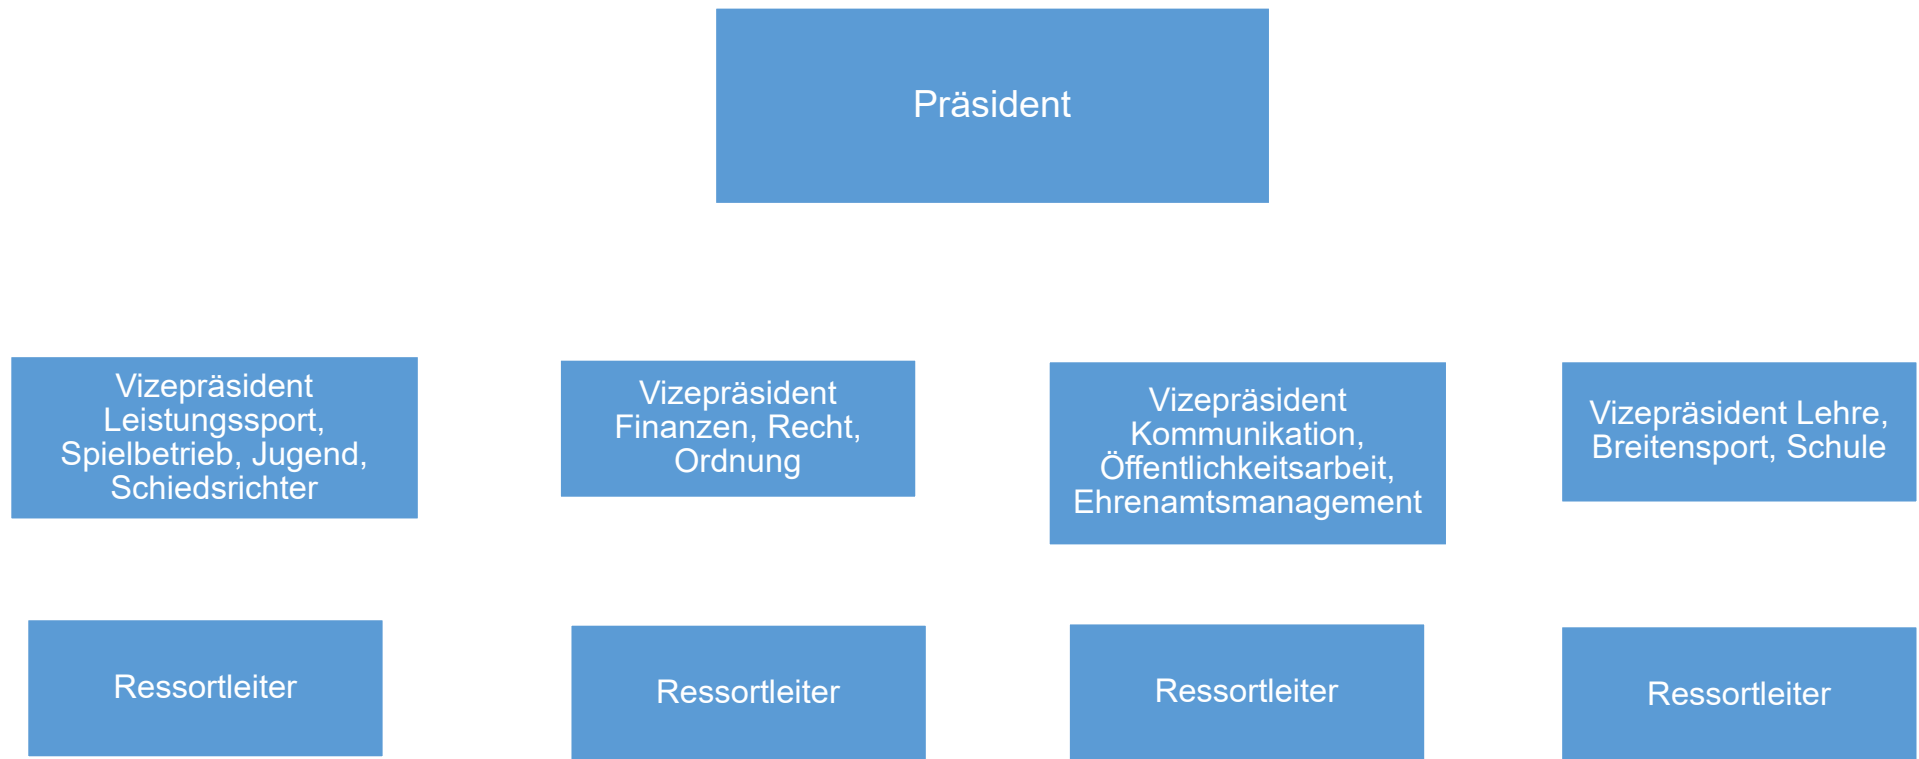 Präsident
Vizepräsident
Leistungssport,
Spielbetrieb, Jugend,
Schiedsrichter
Vizepräsident
Finanzen, Recht,
Ordnung
Vizepräsident
Kommunikation,
Öffentlichkeitsarbeit,
Ehrenamtsmanagement
Vizepräsident Lehre,
Breitensport, Schule
Ressortleiter
Ressortleiter
Ressortleiter
Ressortleiter